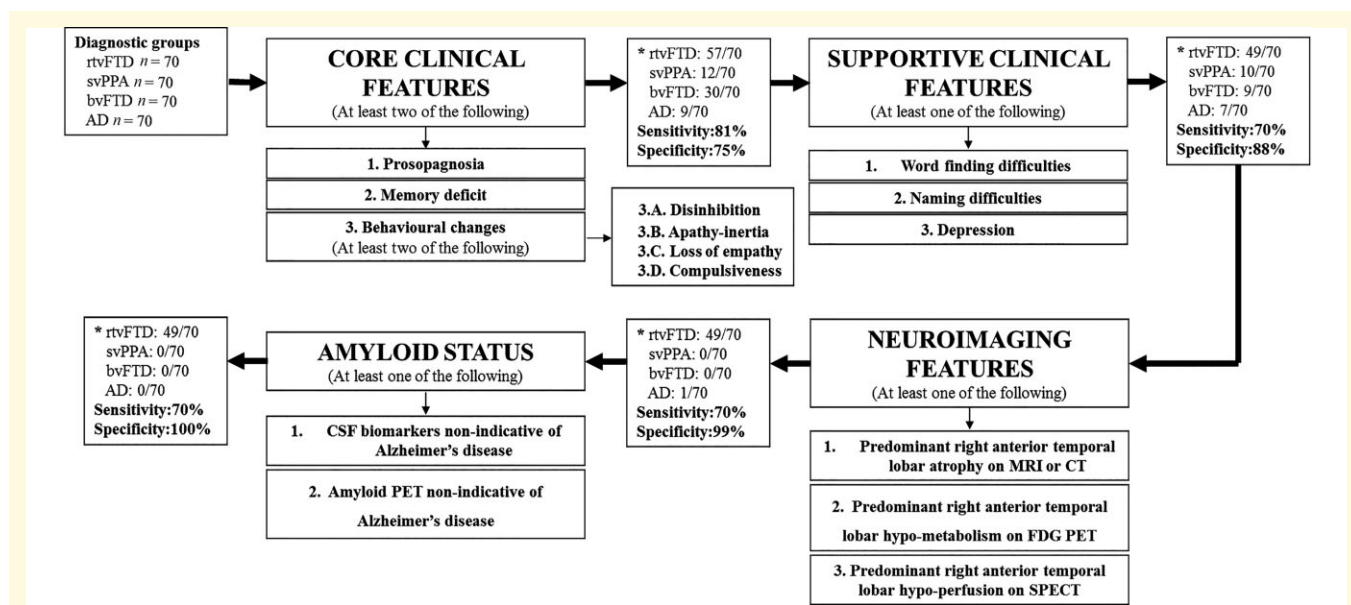 Diagnostic groups
rtvFTD n = 70
svPPA n = 70
bvFTD n = 70
AD n = 70
CORE CLINICAL
FEATURES
(At least two of the following)
1. Prosopagnosia
2. Memory deficit
3. Behavioural changes
(At least two of the following)
3.A. Disinhibition
3.B. Apathy-inertia
3.C. Loss of empathy
3.D. Compulsiveness
* rtvFTD: 57/70
svPPA: 12/70
bvFTD: 30/70
AD: 9/70
Sensitivity:81%
Specificity:75%
SUPPORTIVE CLINICAL
FEATURES
(At least one of the following)
1. Word finding difficulties
2. Naming difficulties
3. Depression
* rtvFTD: 49/70
svPPA: 10/70
bvFTD: 9/70
AD: 7/70
Sensitivity:70%
Specificity:88%
NEUROIMAGING
FEATURES
(At least one of the following)
1. Predominant right anterior temporal
lobar atrophy on MRI or CT
2. Predominant right anterior temporal
lobar hypo-metabolism on FDG PET
3. Predominant right anterior temporal
lobar hypo-perfusion on SPECT
* rtvFTD: 49/70
svPPA: 0/70
bvFTD: 0/70
AD: 1/70
Sensitivity:70%
Specificity:99%
AMYLOID STATUS
(At least one of the following)
1. CSF biomarkers non-indicative of
Alzheimer's disease
2. Amyloid PET non-indicative of
Alzheimer's disease
* rtvFTD: 49/70
svPPA: 0/70
bvFTD: 0/70
AD: 0/70
Sensitivity:70%
Specificity:100%